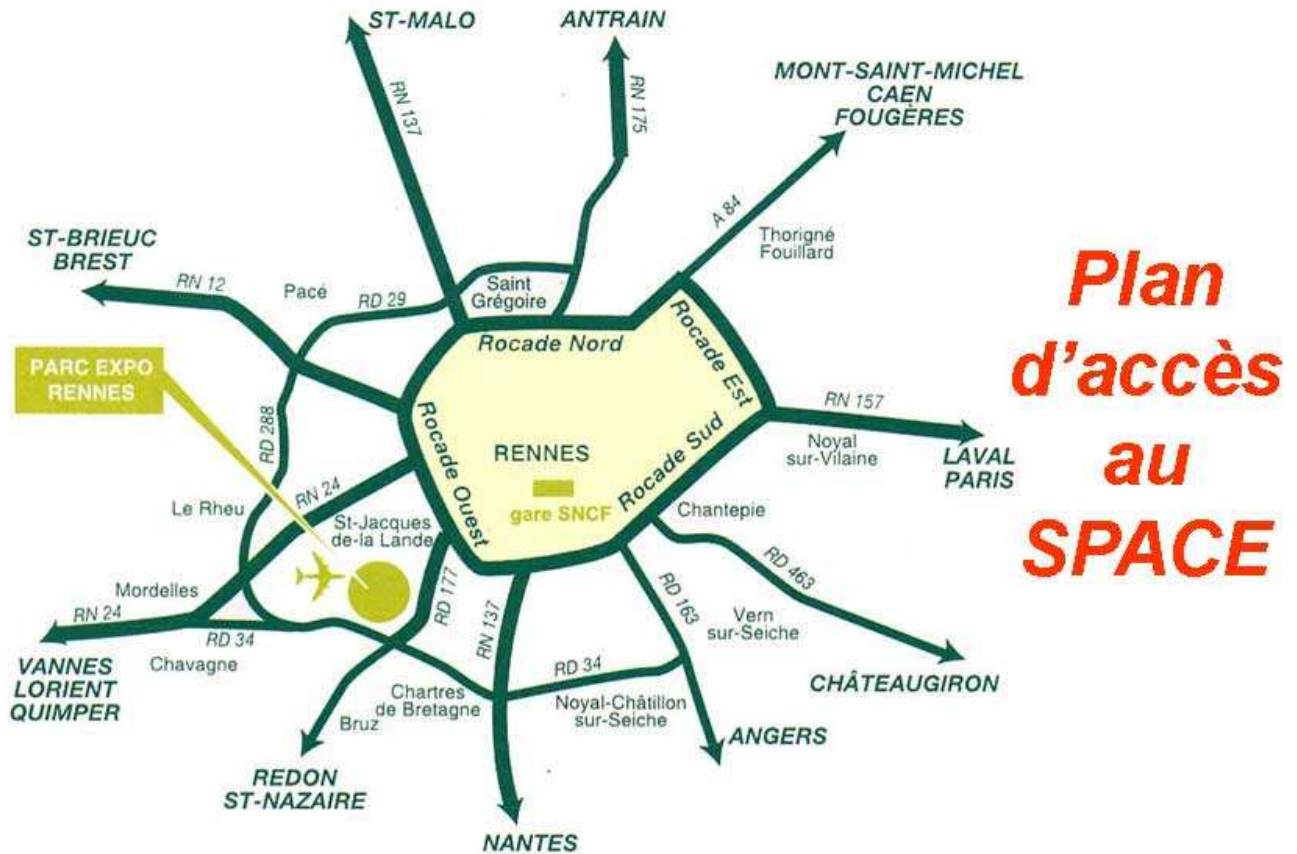 ST-MALO
ANTRAIN
MONT-SAINT-MICHEL
CAEN
FOUGÈRES
RN 137
RN 175
A 84
Thorigné
Fouillard
ST-BRIEUC
BREST
RN 12
Pacé
RD 29
Saint
Grégoire
Rocade Nord
Rocade Est
PARC EXPO
RENNES
RD 288
Rocade Ouest
RENNES
gare SNCF
Rocade Sud
RN 157
Noyal
sur-Vilaine
LAVAL
PARIS
Plan
d'accès
au
SPACE
Le Rheu
RN 24
St-Jacques
de-la Lande
Chantepie
RD 463
Mordelles
RN 24
RD 34
Chavagne
RD 177
RN 137
RD 163
Vern
sur-Seiche
VANNES
LORIENT
QUIMPER
Chartres
de Bretagne
Bruz
RD 34
Noyal-Châtillon
sur-Seiche
CHÂTEAUGIRON
ANGERS
REDON
ST-NAZAIRE
NANTES